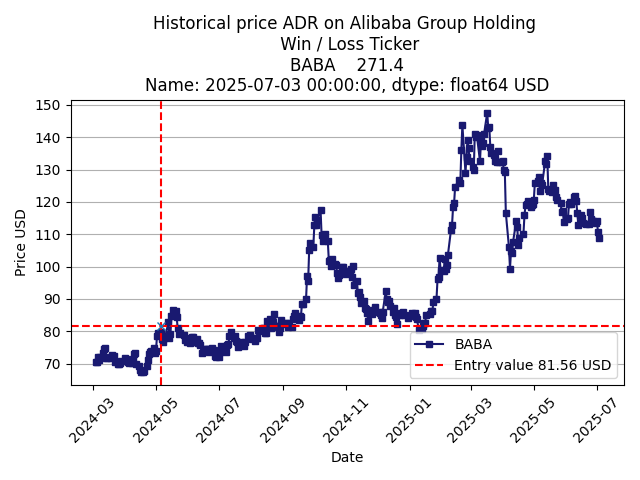 Historical price ADR on Alibaba Group Holding
Win / Loss Ticker
BABA    271.4
Name: 2025-07-03 00:00:00, dtype: float64 USD
Price USD
150
140
130
120
110
100
90
80
70
BABA
Entry value 81.56 USD
2024-03
2024-05
2024-07
2024-09
2024-11
2025-01
2025-03
2025-05
2025-07
Date